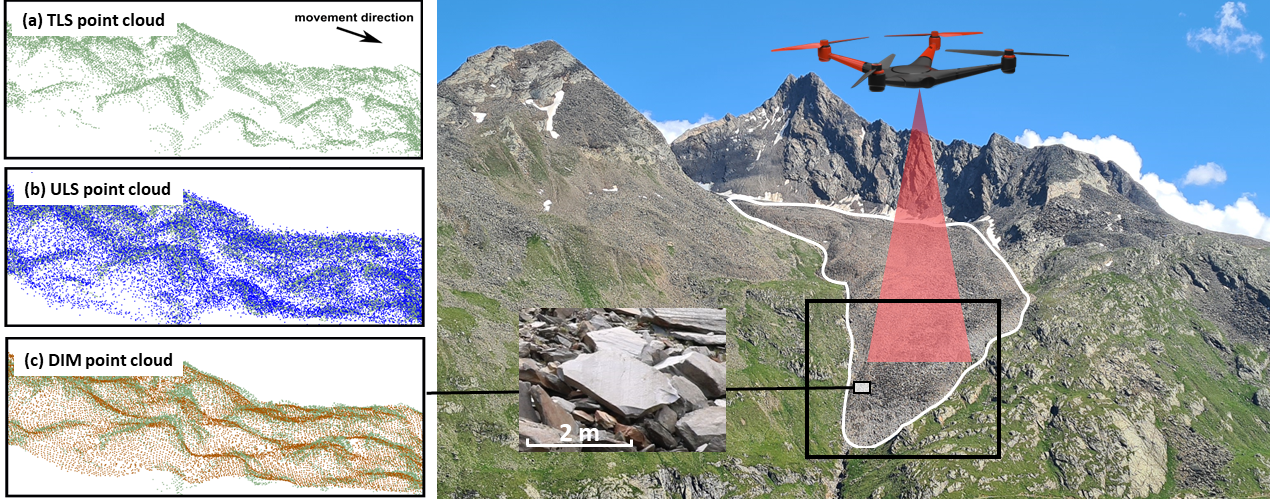 (a) TLS point cloud
movement direction
(b) ULS point cloud
(c) DIM point cloud
2 m